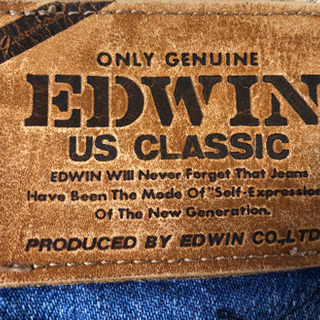 ONLY GENUINE
EDWIN
US CLASSIC
EDWIN Will Never Forget That Jeans
Have Been The Mode Of "Self-Expression
Of The New Generation.
PRODUCED BY EDWIN CO.,LTD